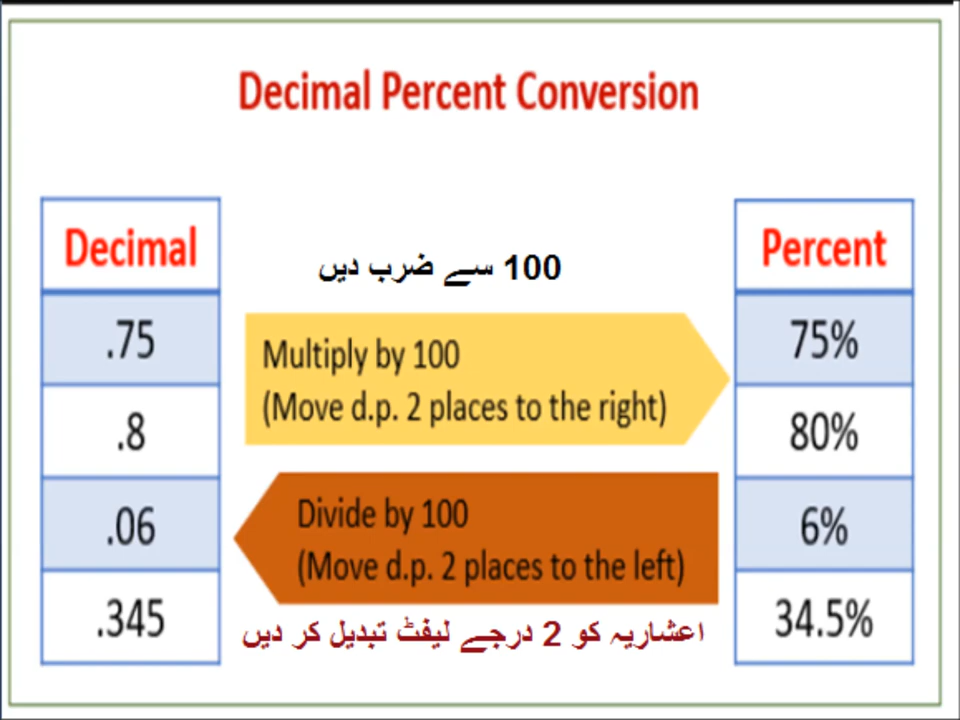 Decimal Percent Conversion
Decimal
.75
.8
.06
.345
100 سے ضرب دیں
Multiply by 100
(Move d.p. 2 places to the right)
Divide by 100
(Move d.p. 2 places to the left)
اعشاریہ کو 2 درجے لیفٹ تبدیل کر دیں
Percent
75%
80%
6%
34.5%